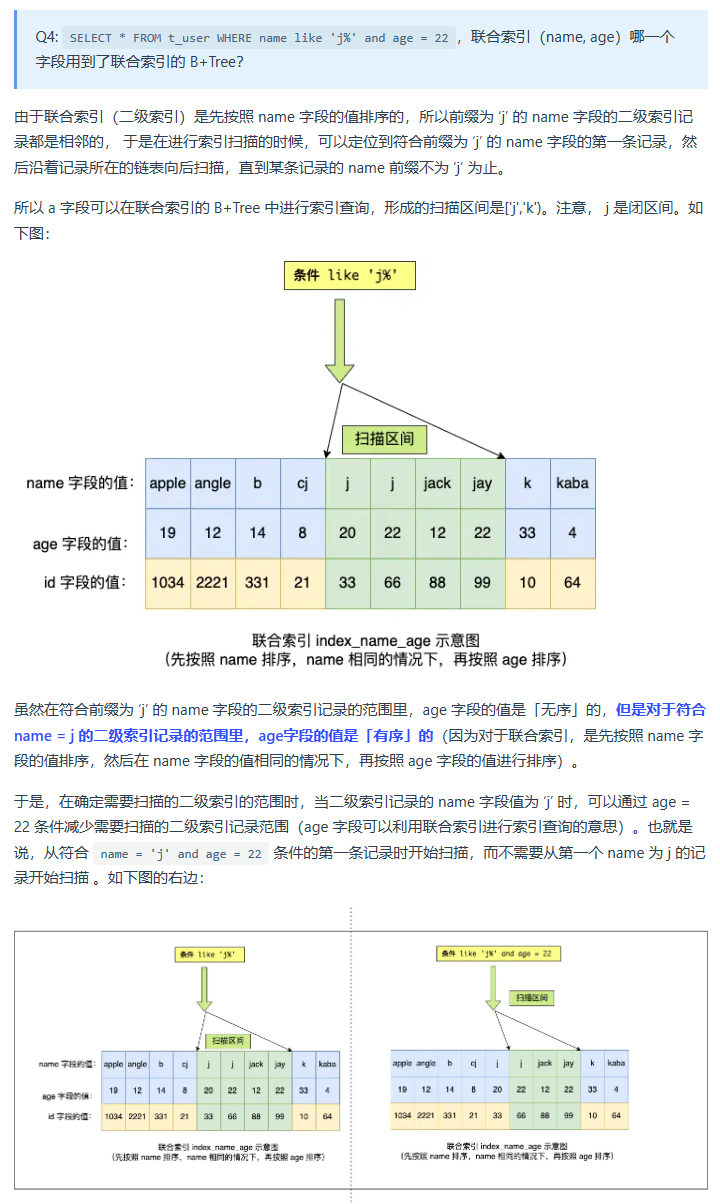 Q4: SELECT * FROM t_user WHERE name like 'j%' and age = 22 ，联合索引（name, age）哪一个
字段用到了联合索引的 B+Tree？
由于联合索引（二级索引）是先按照 name 字段的值排序的，所以前缀为 ‘j’ 的 name 字段的二级索引记
录都是相邻的， 于是在进行索引扫描的时候，可以定位到符合前缀为 ‘j’ 的 name 字段的第一条记录，然
后沿着记录所在的链表向后扫描，直到某条记录的 name 前缀不为 ‘j’ 为止。
所以 a 字段可以在联合索引的 B+Tree 中进行索引查询，形成的扫描区间是['j','k')。注意， j 是闭区间。如
下图：
条件 like 'j%'
扫描区间
name 字段的值： apple angle b cj j j jack jay k kaba
age 字段的值： 19 12 14 8 20 22 12 22 33 4
id 字段的值： 1034 2221 331 21 33 66 88 99 10 64
联合索引 index_name_age 示意图
（先按照 name 排序，name 相同的情况下，再按照 age 排序）
虽然在符合前缀为 ‘j’ 的 name 字段的二级索引记录的范围里，age 字段的值是「无序」的，但是对于符合
name = j 的二级索引记录的范围里，age字段的值是「有序」的（因为对于联合索引，是先按照 name 字
段的值排序，然后在 name 字段的值相同的情况下，再按照 age 字段的值进行排序）。
于是，在确定需要扫描的二级索引的范围时，当二级索引记录的 name 字段值为 ‘j’ 时，可以通过 age =
22 条件减少需要扫描的二级索引记录范围（age 字段可以利用联合索引进行索引查询的意思）。也就是
说，从符合 name = 'j' and age = 22 条件的第一条记录时开始扫描，而不需要从第一个 name 为 j 的记
录开始扫描 。如下图的右边：
条件 like 'j%'
扫描区间
name 字段的值： apple angle b cj j j jack jay k kaba
age 字段的值： 19 12 14 8 20 22 12 22 33 4
id 字段的值： 1034 2221 331 21 33 66 88 99 10 64
联合索引 index_name_age 示意图
（先按照 name 排序，name 相同的情况下，再按照 age 排序）
条件 like 'j%' and age = 22
扫描区间
apple angle b cj j j jack jay k kaba
19 12 14 8 20 22 12 22 33 4
1034 2221 331 21 33 66 88 99 10 64
联合索引 index_name_age 示意图
（先按照 name 排序，name 相同的情况下，再按照 age 排序）